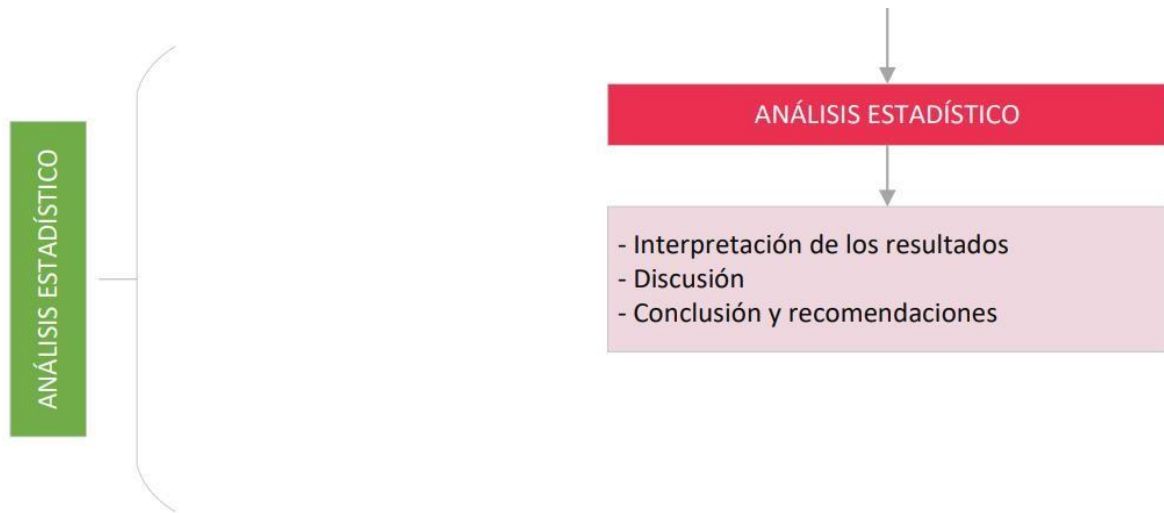 ANÁLISIS ESTADÍSTICO
ANÁLISIS ESTADÍSTICO
- Interpretación de los resultados
- Discusión
- Conclusión y recomendaciones